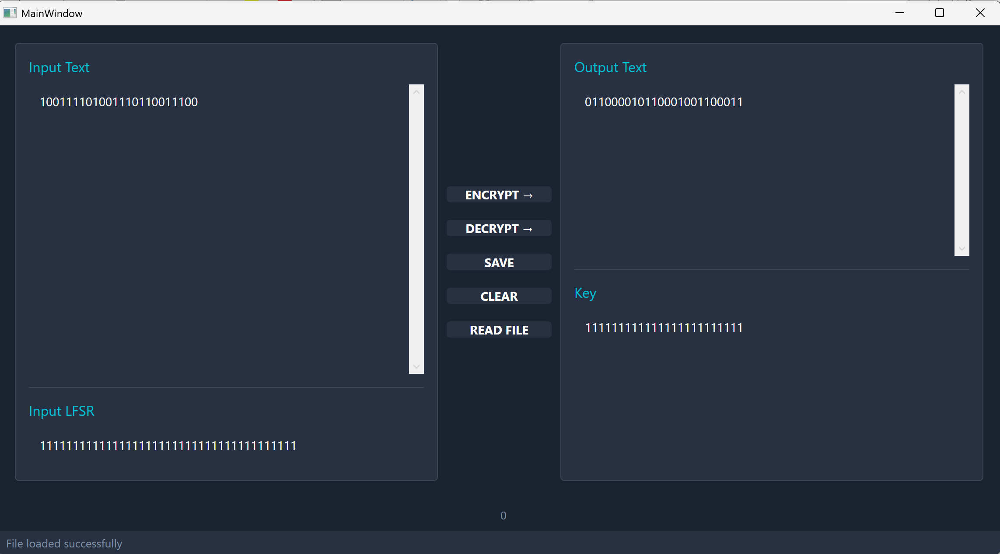 MainWindow
Input Text
100111101001110110011100
Input LFSR
111111111111111111111111111111111111111
ENCRYPT →
DECRYPT →
SAVE
CLEAR
READ FILE
Output Text
011000010110001001100011
Key
111111111111111111111111
0
File loaded successfully